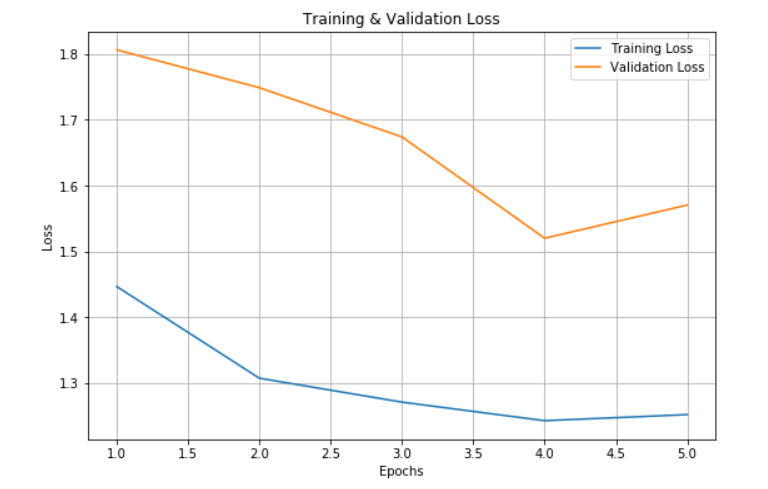 Training & Validation Loss
Training Loss
Validation Loss
1.8
1.7
1.6
1.5
1.4
1.3
Loss
1.0 1.5 2.0 2.5 3.0 3.5 4.0 4.5 5.0
Epochs